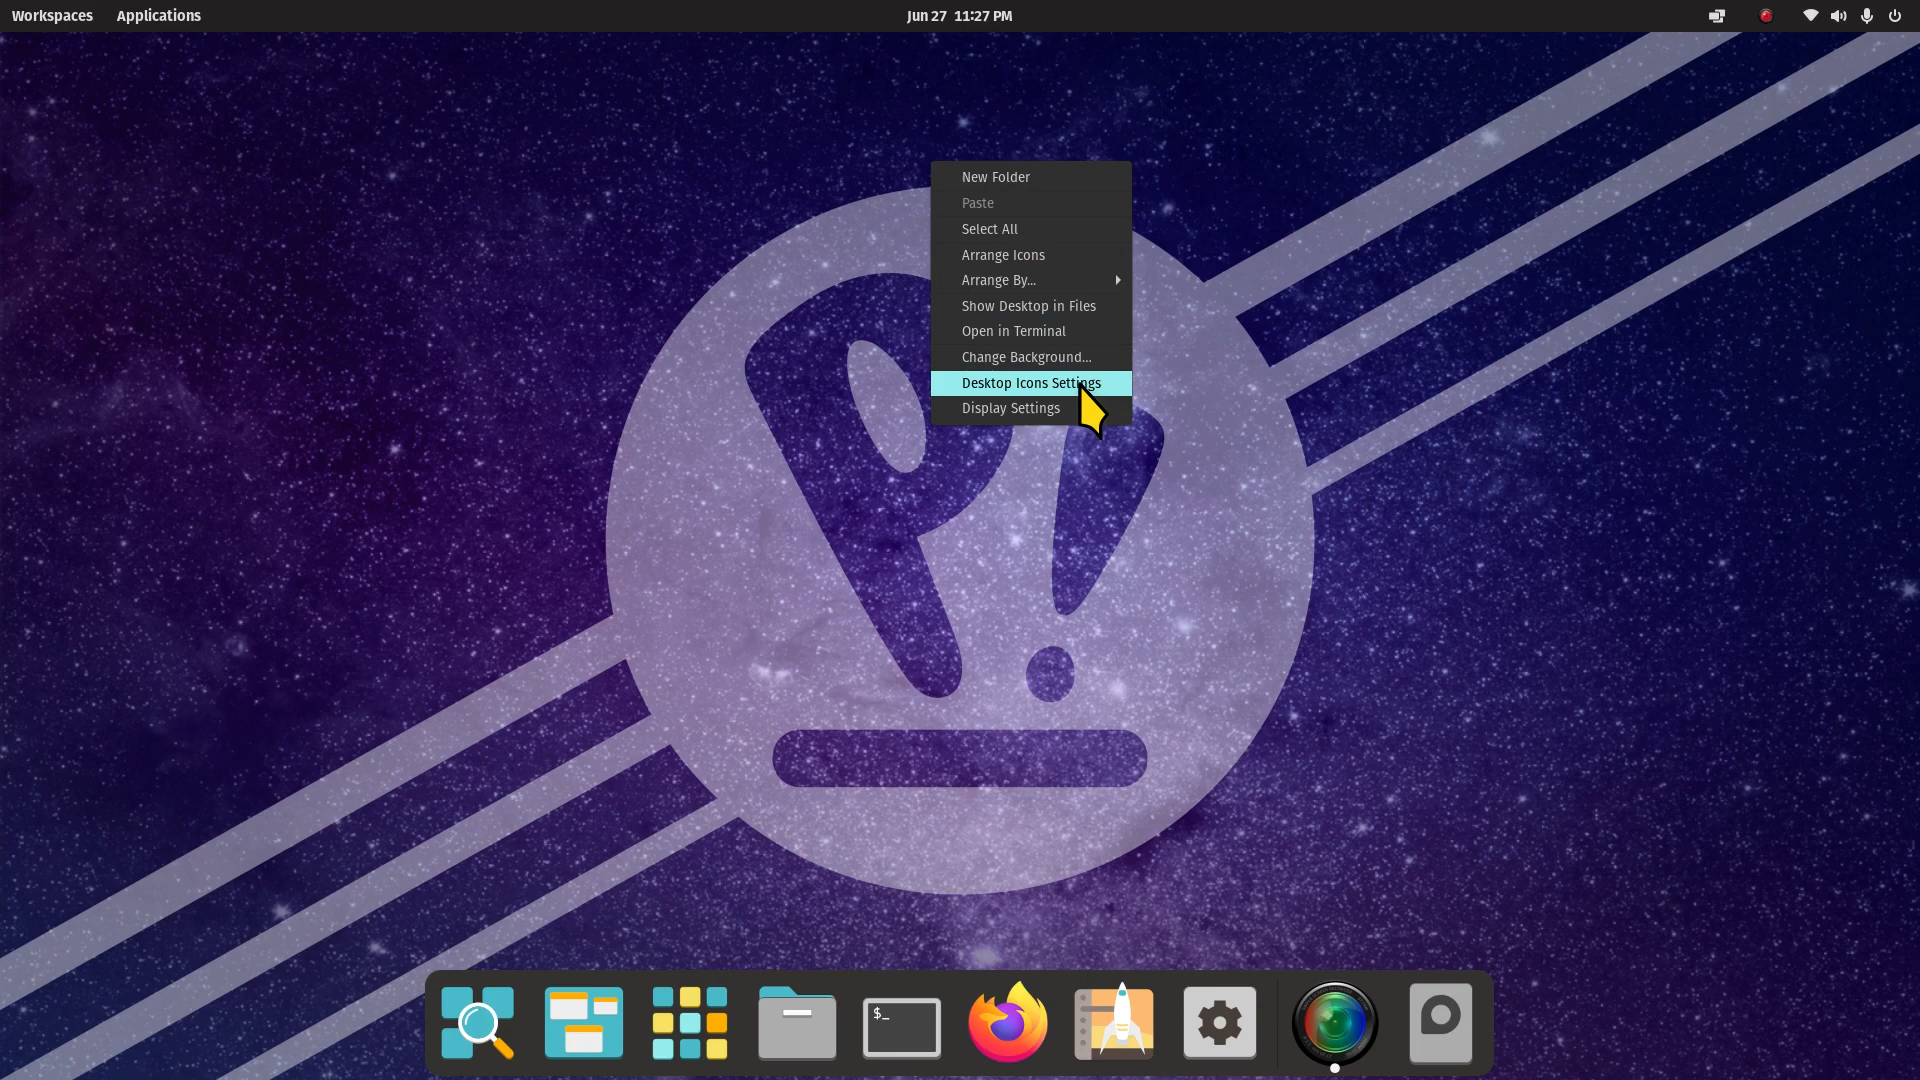 Workspaces Applications Jun 27 11:27 PM
New Folder
Paste
Select All
Arrange Icons
Arrange By...
Show Desktop in Files
Open in Terminal
Change Background...
Desktop Icons Settings
Display Settings
P!
$_